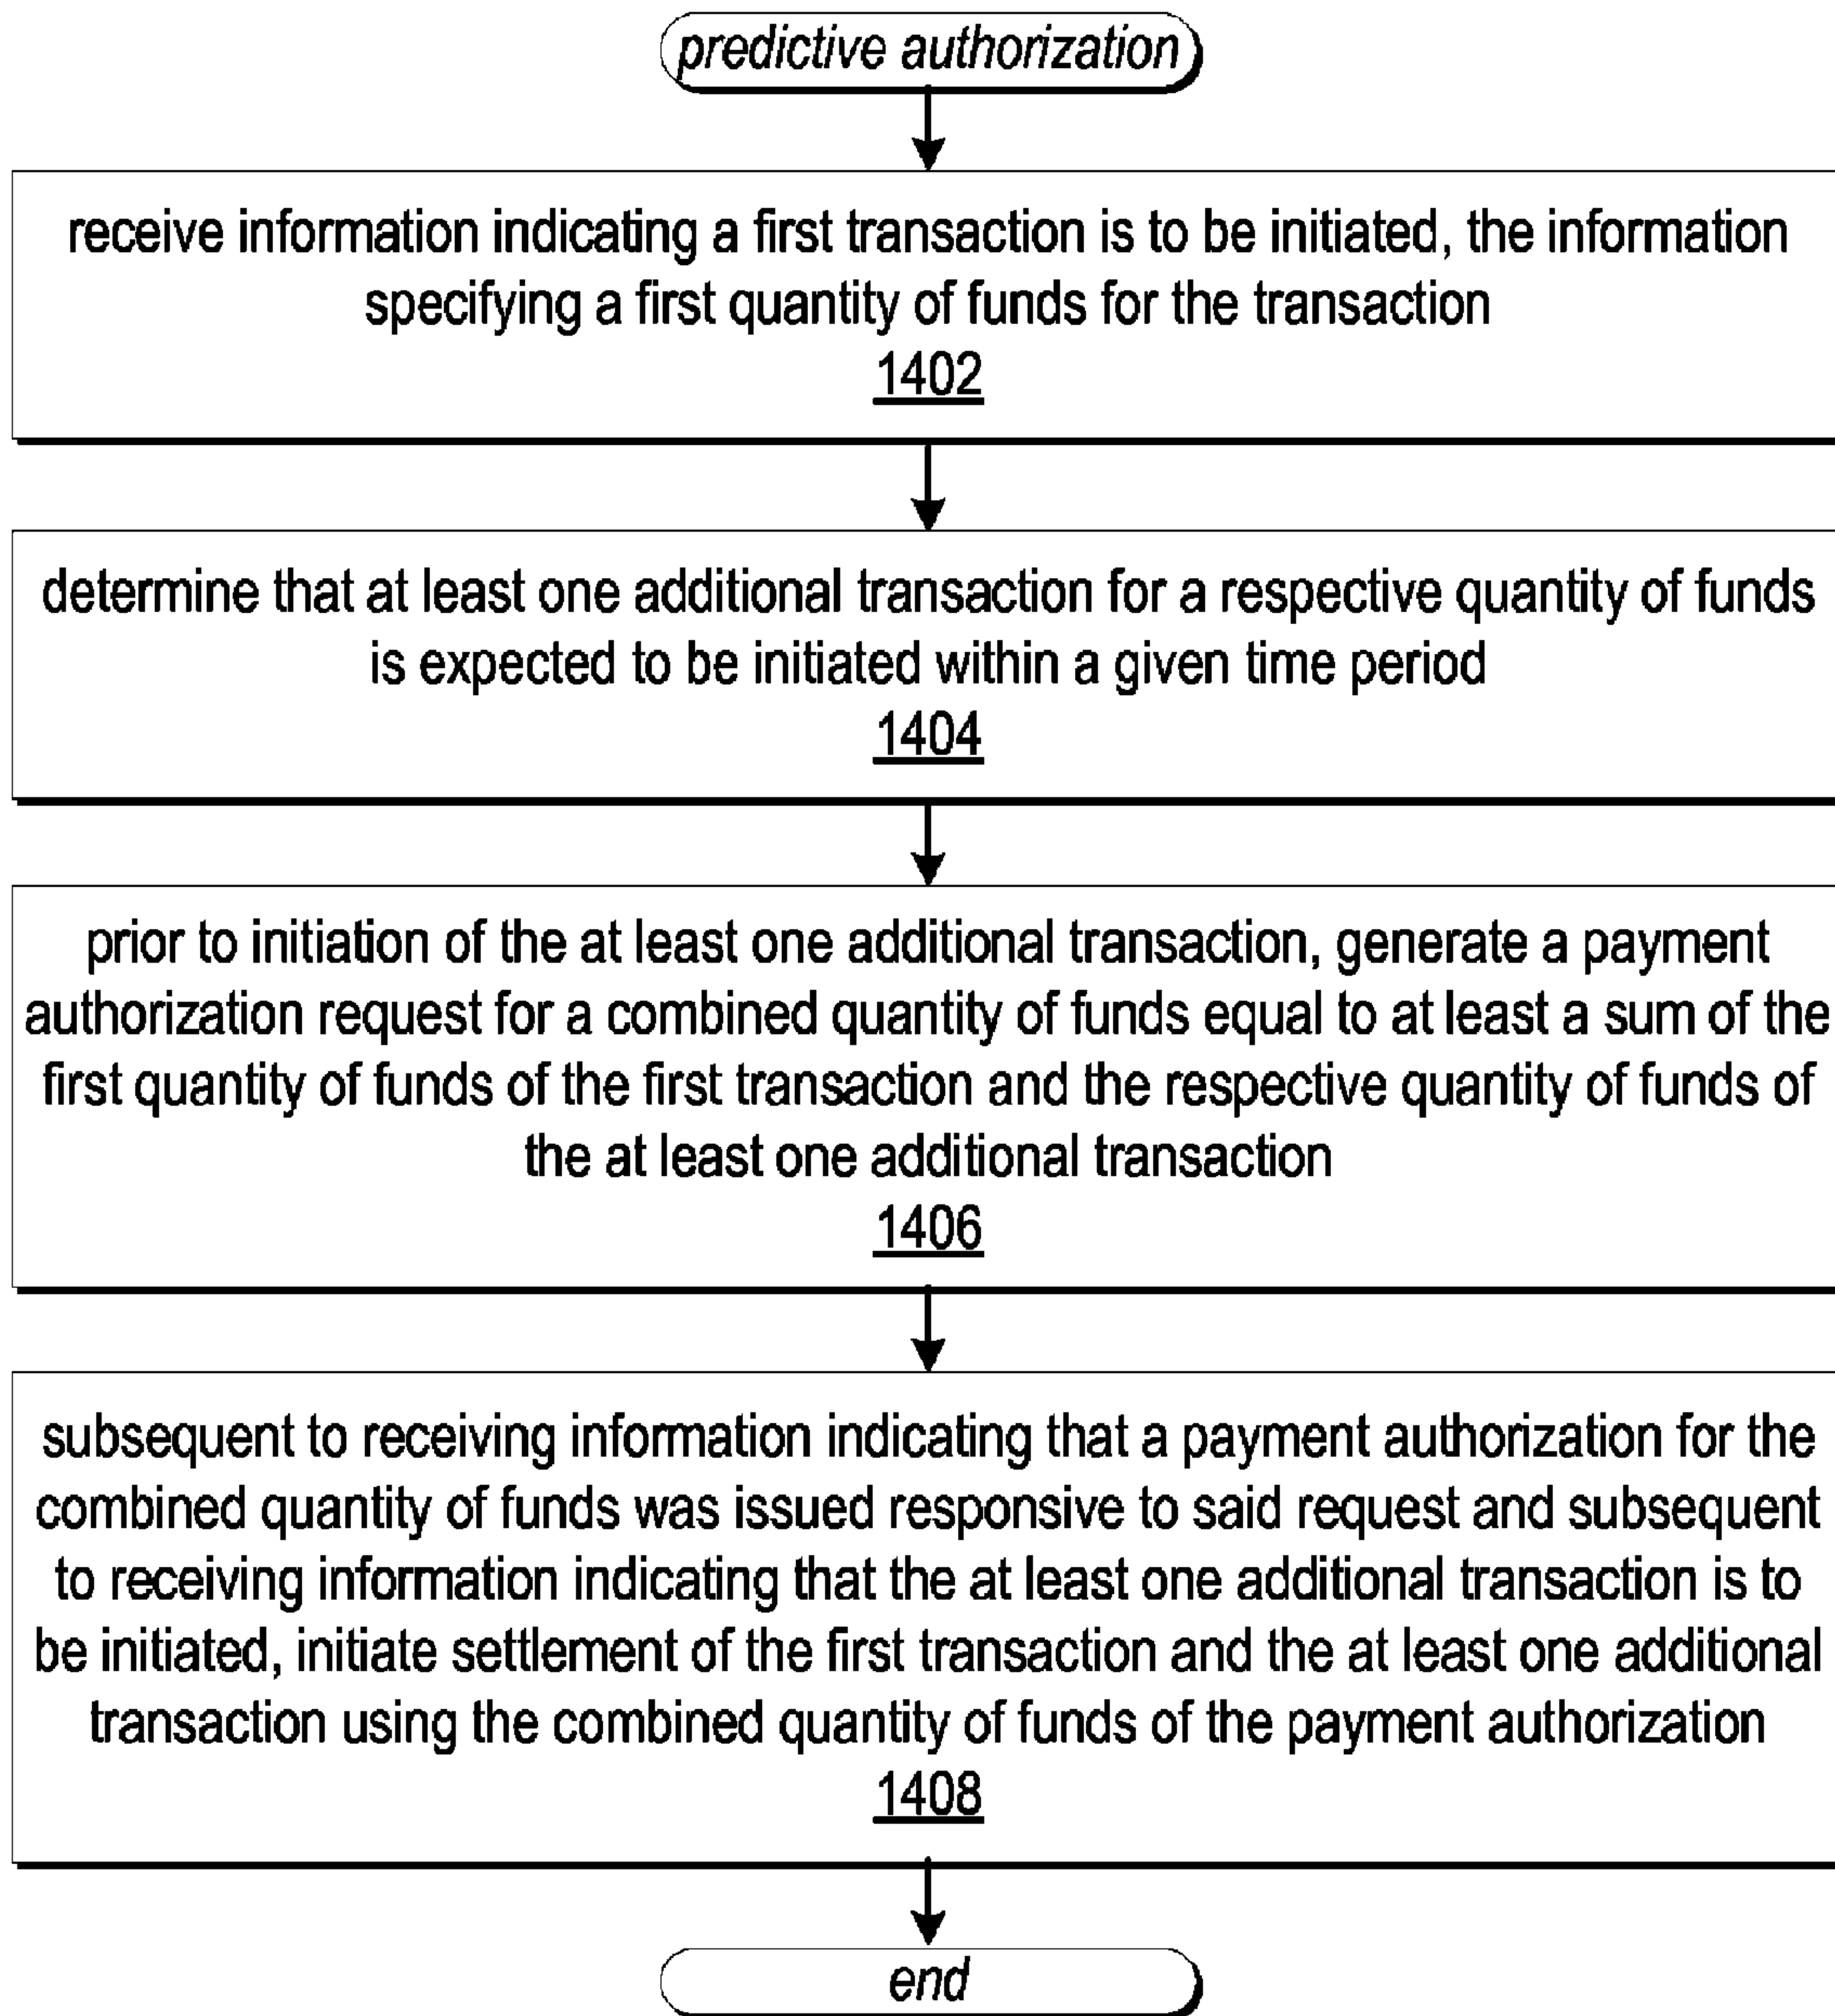 predictive authorization
receive information indicating a first transaction is to be initiated, the information
specifying a first quantity of funds for the transaction
1402
determine that at least one additional transaction for a respective quantity of funds
is expected to be initiated within a given time period
1404
prior to initiation of the at least one additional transaction, generate a payment
authorization request for a combined quantity of funds equal to at least a sum of the
first quantity of funds of the first transaction and the respective quantity of funds of
the at least one additional transaction
1406
subsequent to receiving information indicating that a payment authorization for the
combined quantity of funds was issued responsive to said request and subsequent
to receiving information indicating that the at least one additional transaction is to
be initiated, initiate settlement of the first transaction and the at least one additional
transaction using the combined quantity of funds of the payment authorization
1408
end